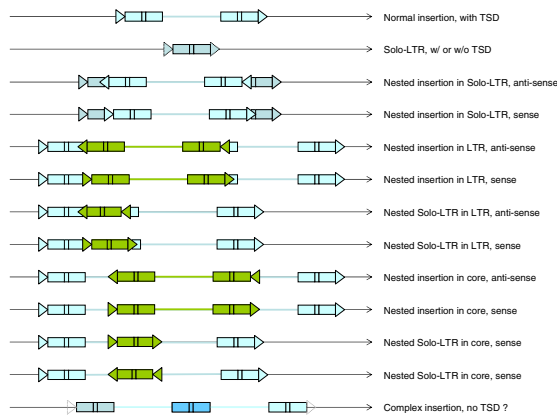 Normal insertion, with TSD
Solo-LTR, w/ or w/o TSD
Nested insertion in Solo-LTR, anti-sense
Nested insertion in Solo-LTR, sense
Nested insertion in LTR, anti-sense
Nested insertion in LTR, sense
Nested Solo-LTR in LTR, anti-sense
Nested Solo-LTR in LTR, sense
Nested insertion in core, anti-sense
Nested insertion in core, sense
Nested Solo-LTR in core, sense
Nested Solo-LTR in core, sense
Complex insertion, no TSD ?